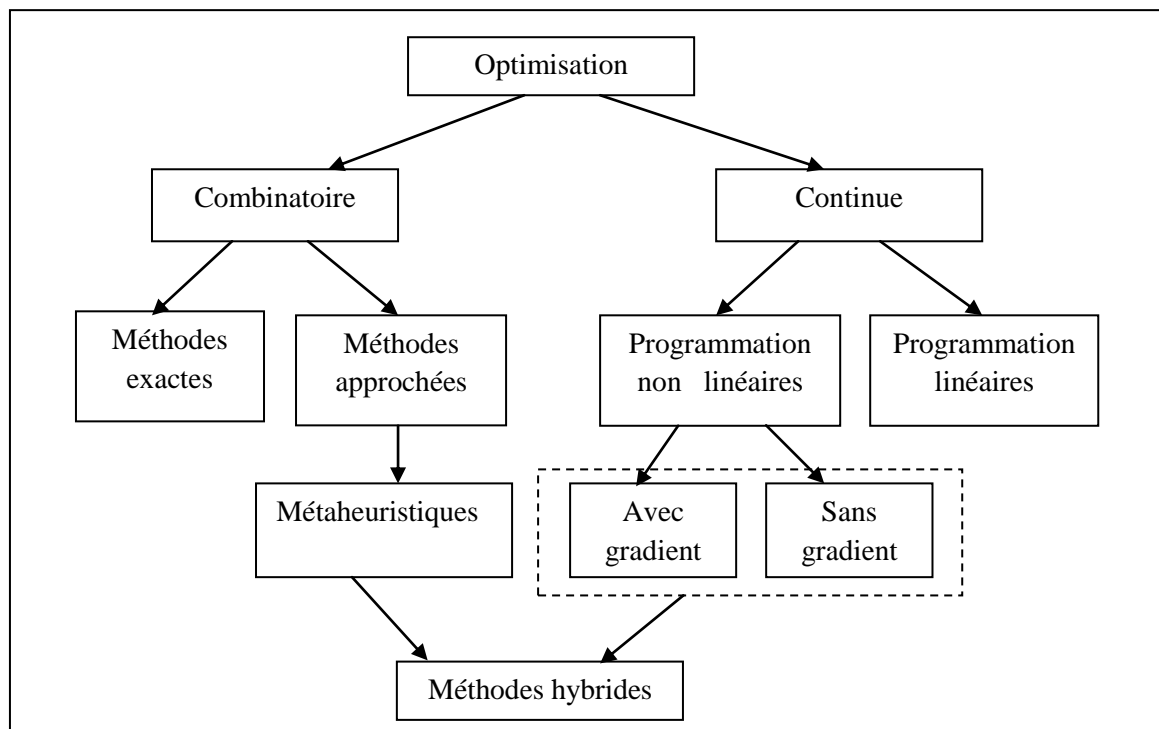 Optimisation
Combinatoire
Continue
Méthodes
exactes
Méthodes
approchées
Programmation
non linéaires
Programmation
linéaires
Métaheuristiques
Avec
gradient
Sans
gradient
Méthodes hybrides